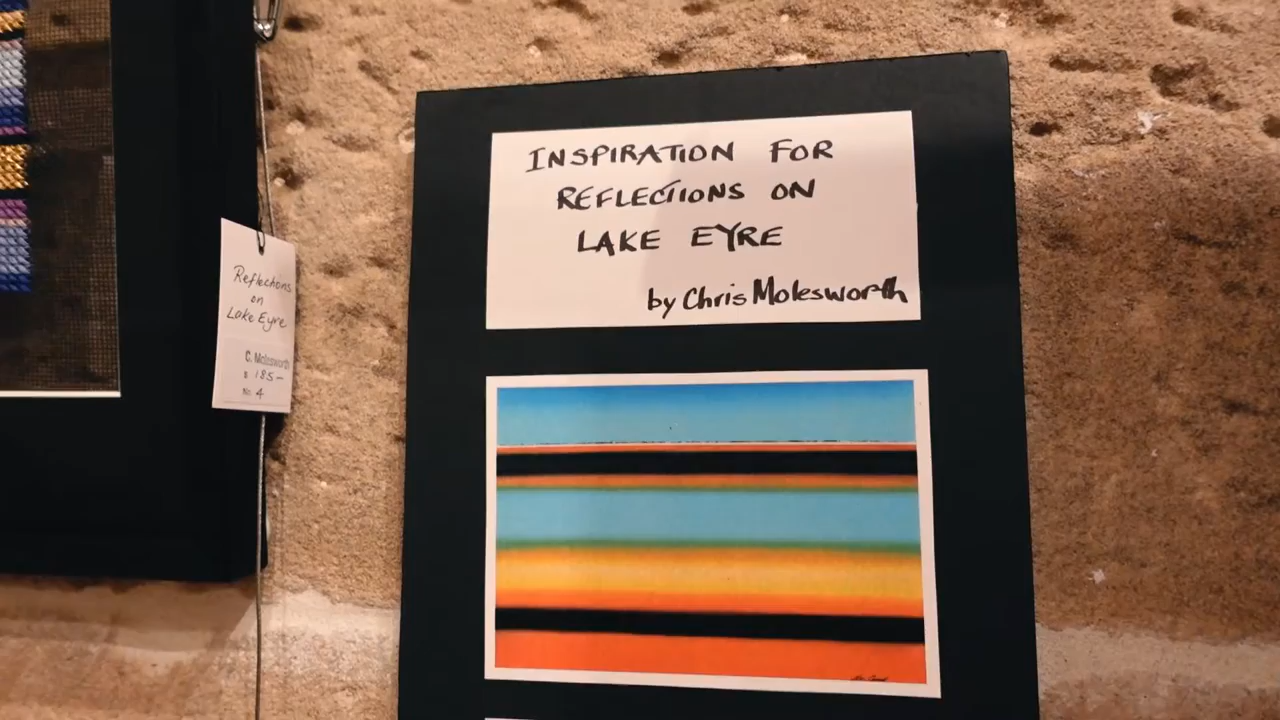 INSPIRATION FOR
REFLECTIONS ON
LAKE EYRE
by Chris Molesworth
Reflections
on
Lake Eyre
C. Molesworth
$ 185-
No 4